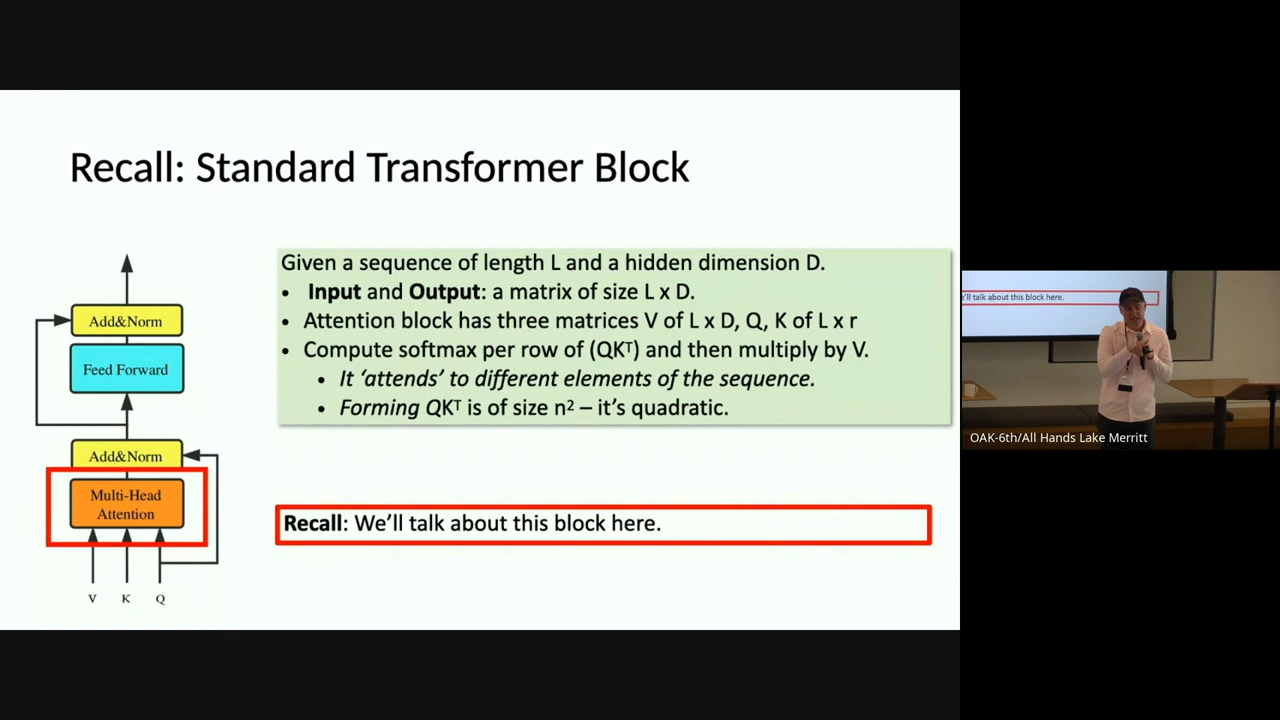 Recall: Standard Transformer Block
Given a sequence of length L and a hidden dimension D.
• Input and Output: a matrix of size L x D.
• Attention block has three matrices V of L x D, Q, K of L x r
• Compute softmax per row of (QKᵀ) and then multiply by V.
• It ‘attends’ to different elements of the sequence.
• Forming QKᵀ is of size n² – it’s quadratic.
Recall: We’ll talk about this block here.
Add&Norm
Feed Forward
Add&Norm
Multi-Head
Attention
V K Q
e’ll talk about this block here.
OAK-6th/All Hands Lake Merritt